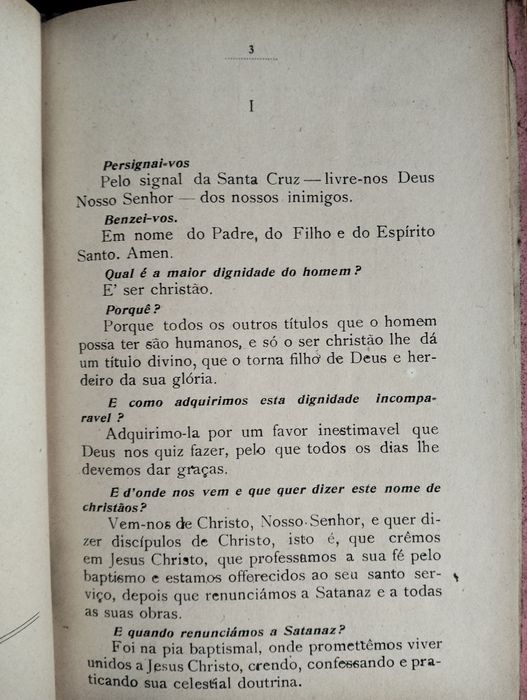 3
I
Persignai-vos
Pelo signal da Santa Cruz — livre-nos Deus
Nosso Senhor — dos nossos inimigos.
Benzei-vos.
Em nome do Padre, do Filho e do Espírito
Santo. Amen.
Qual é a maior dignidade do homem?
E' ser christão.
Porquê?
Porque todos os outros títulos que o homem
possa ter são humanos, e só o ser christão lhe dá
um título divino, que o torna filho de Deus e her-
deiro da sua glória.
E como adquirimos esta dignidade incompa-
ravel?
Adquirimo-la por um favor inestimavel que
Deus nos quiz fazer, pelo que todos os dias lhe
devemos dar graças.
E d'onde nos vem e que quer dizer este nome de
christãos?
Vem-nos de Christo, Nosso Senhor, e quer di-
zer discípulos de Christo, isto é, que crêmos
em Jesus Christo, que professamos a sua fé pelo
baptismo e estamos offerecidos ao seu santo ser-
viço, depois que renunciámos a Satanaz e a todas
as suas obras.
E quando renunciámos a Satanaz?
Foi na pia baptismal, onde promettêmos viver
unidos a Jesus Christo, crendo, confessando e pra-
ticando sua celestial doutrina.